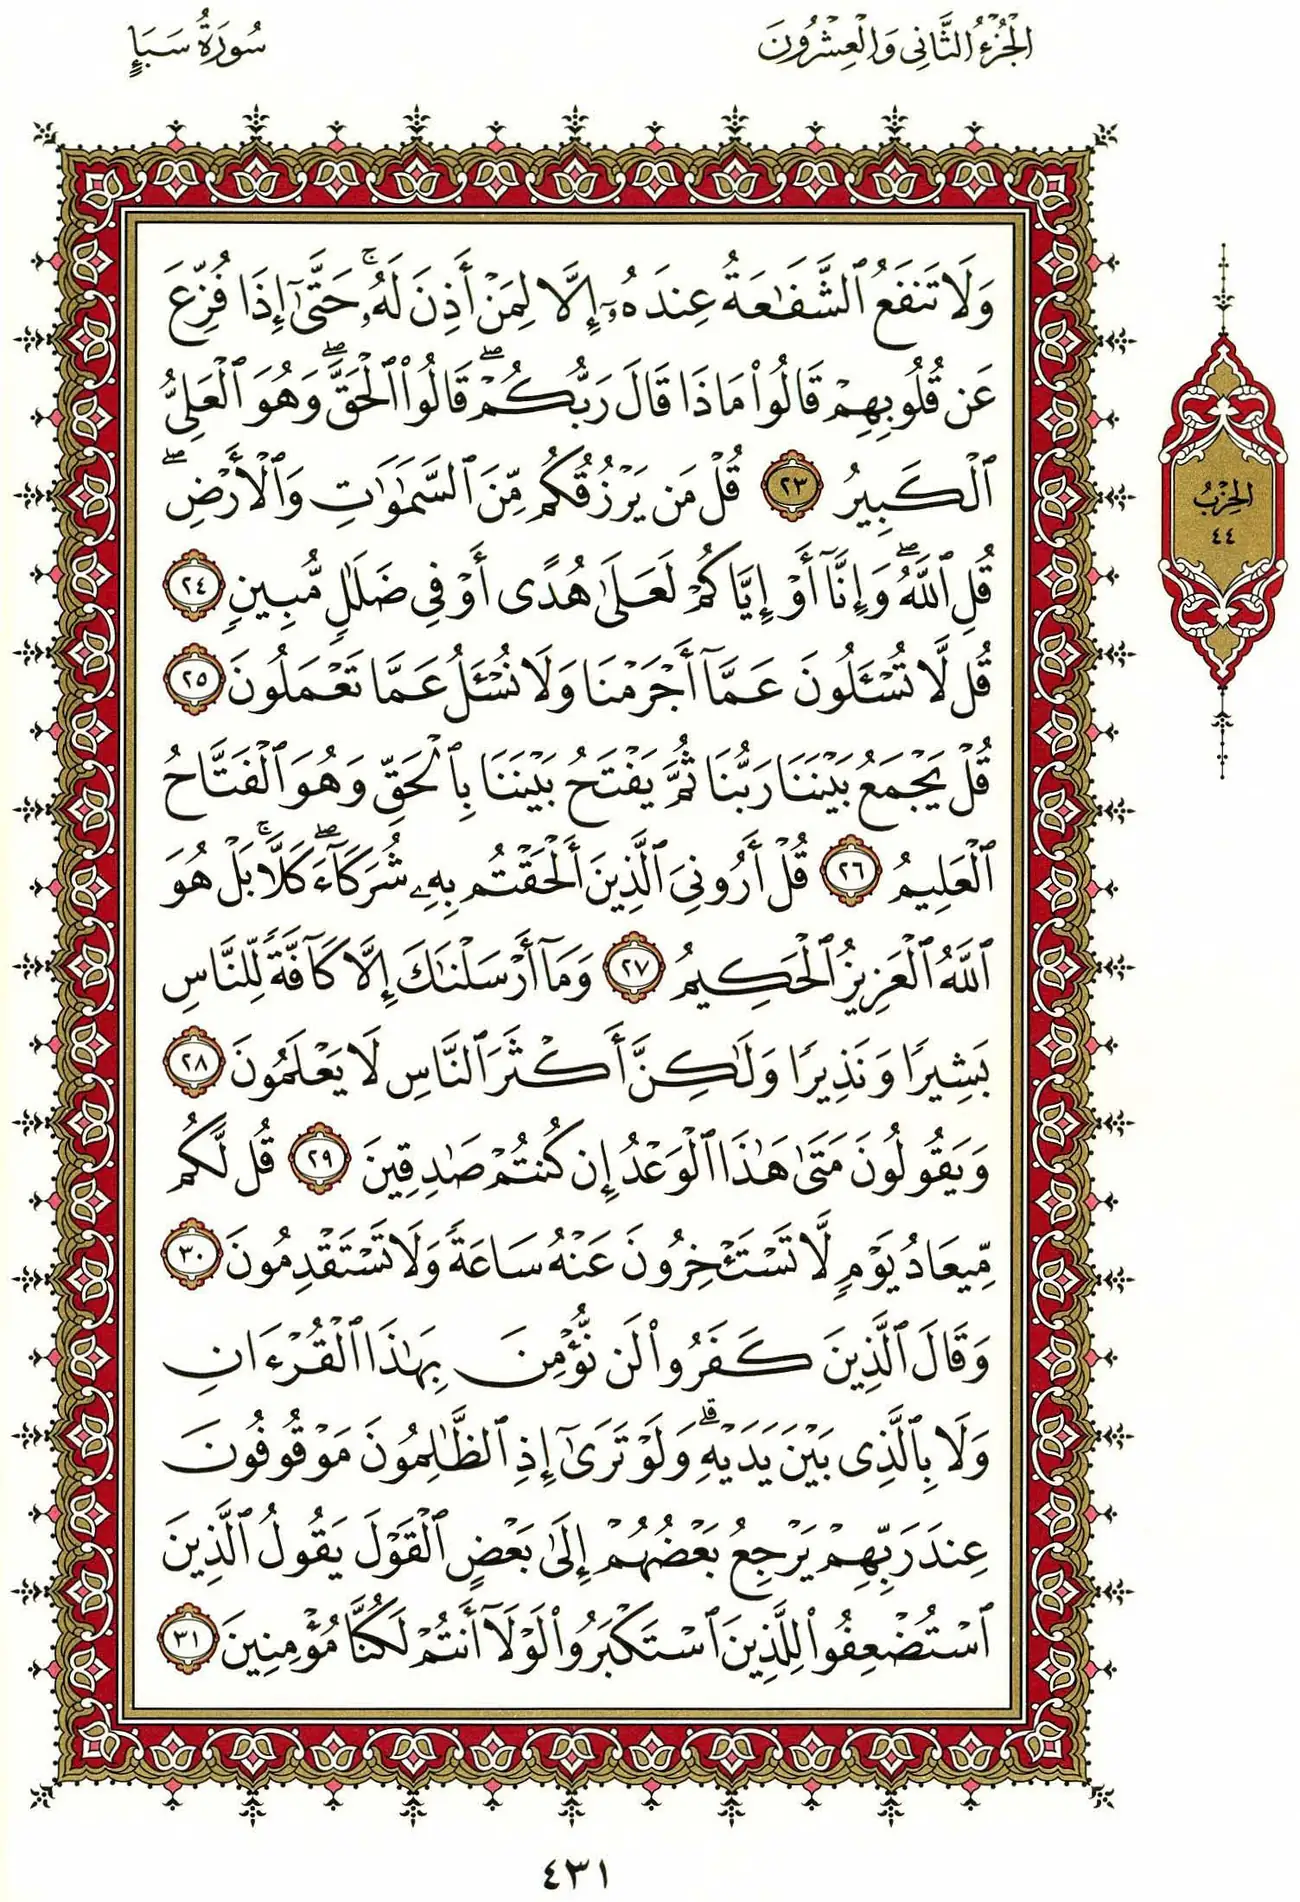 الجُزْءُ الثَّانِي وَالْعِشْرُونَ
سُورَةُ سَبَإٍ
وَلَا تَنفَعُ ٱلشَّفَٰعَةُ عِندَهُۥٓ إِلَّا لِمَنْ أَذِنَ لَهُۥۚ حَتَّىٰٓ إِذَا فُزِّعَ
عَن قُلُوبِهِمْ قَالُوا۟ مَاذَا قَالَ رَبُّكُمْۖ قَالُوا۟ ٱلْحَقَّۖ وَهُوَ ٱلْعَلِىُّ
ٱلْكَبِيرُ ٢٣ قُلْ مَن يَرْزُقُكُم مِّنَ ٱلسَّمَٰوَٰتِ وَٱلْأَرْضِۖ
قُلِ ٱللَّهُۖ وَإِنَّآ أَوْ إِيَّاكُمْ لَعَلَىٰ هُدًى أَوْ فِى ضَلَٰلٍ مُّبِينٍ ٢٤
قُل لَّا تُسْـَٔلُونَ عَمَّآ أَجْرَمْنَا وَلَا نُسْـَٔلُ عَمَّا تَعْمَلُونَ ٢٥
قُلْ يَجْمَعُ بَيْنَنَا رَبُّنَا ثُمَّ يَفْتَحُ بَيْنَنَا بِٱلْحَقِّ وَهُوَ ٱلْفَتَّاحُ
ٱلْعَلِيمُ ٢٦ قُلْ أَرُونِىَ ٱلَّذِينَ أَلْحَقْتُم بِهِۦ شُرَكَآءَۖ كَلَّاۚ بَلْ هُوَ
ٱللَّهُ ٱلْعَزِيزُ ٱلْحَكِيمُ ٢٧ وَمَآ أَرْسَلْنَٰكَ إِلَّا كَآفَّةً لِّلنَّاسِ
بَشِيرًا وَنَذِيرًا وَلَٰكِنَّ أَكْثَرَ ٱلنَّاسِ لَا يَعْلَمُونَ ٢٨
وَيَقُولُونَ مَتَىٰ هَٰذَا ٱلْوَعْدُ إِن كُنتُمْ صَٰدِقِينَ ٢٩ قُل لَّكُم
مِّيعَادُ يَوْمٍ لَّا تَسْتَـْٔخِرُونَ عَنْهُ سَاعَةً وَلَا تَسْتَقْدِمُونَ ٣٠
وَقَالَ ٱلَّذِينَ كَفَرُوا۟ لَن نُّؤْمِنَ بِهَٰذَا ٱلْقُرْءَانِ
وَلَا بِٱلَّذِى بَيْنَ يَدَيْهِۗ وَلَوْ تَرَىٰٓ إِذِ ٱلظَّٰلِمُونَ مَوْقُوفُونَ
عِندَ رَبِّهِمْ يَرْجِعُ بَعْضُهُمْ إِلَىٰ بَعْضٍ ٱلْقَوْلَ يَقُولُ ٱلَّذِينَ
ٱسْتُضْعِفُوا۟ لِلَّذِينَ ٱسْتَكْبَرُوا۟ لَوْلَآ أَنتُمْ لَكُنَّا مُؤْمِنِينَ ٣١
الحِزْبُ
٤٤
٤٣١